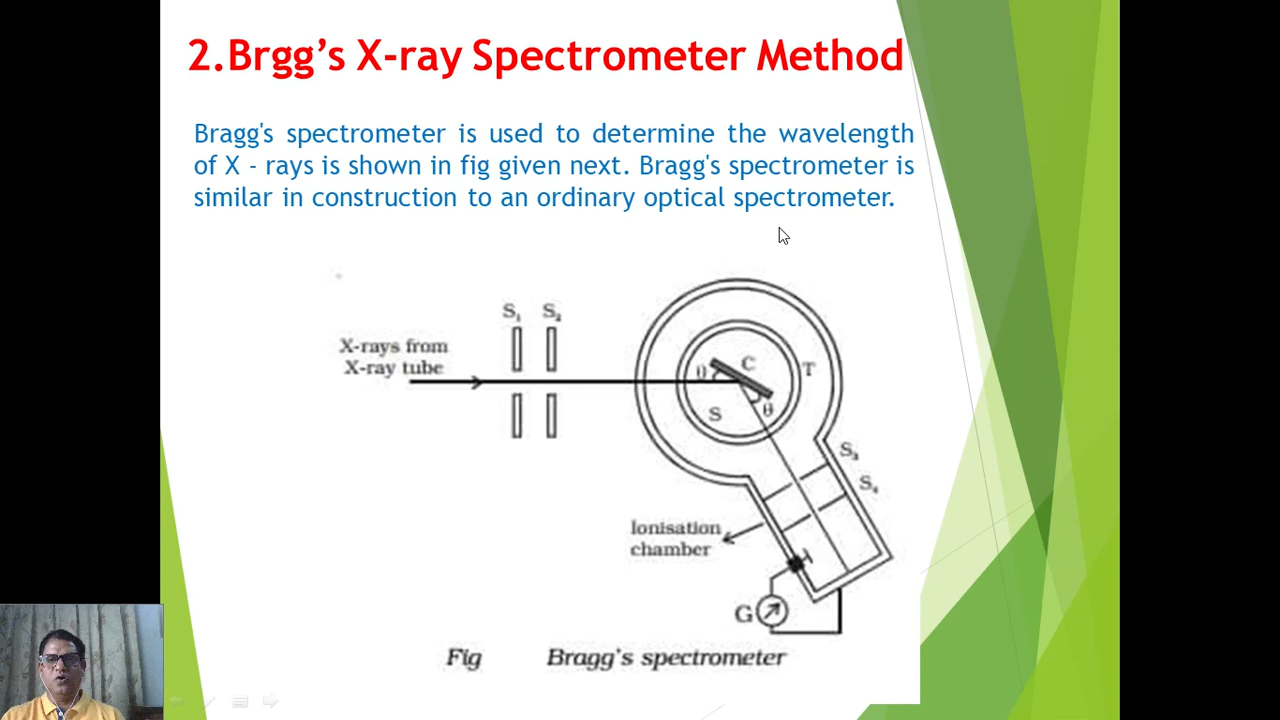 2.Brgg’s X-ray Spectrometer Method
Bragg's spectrometer is used to determine the wavelength
of X - rays is shown in fig given next. Bragg's spectrometer is
similar in construction to an ordinary optical spectrometer.
S₁ S₂
X-rays from
X-ray tube
θ C T
S θ
S₃
S₄
Ionisation
chamber
G
Fig Bragg's spectrometer